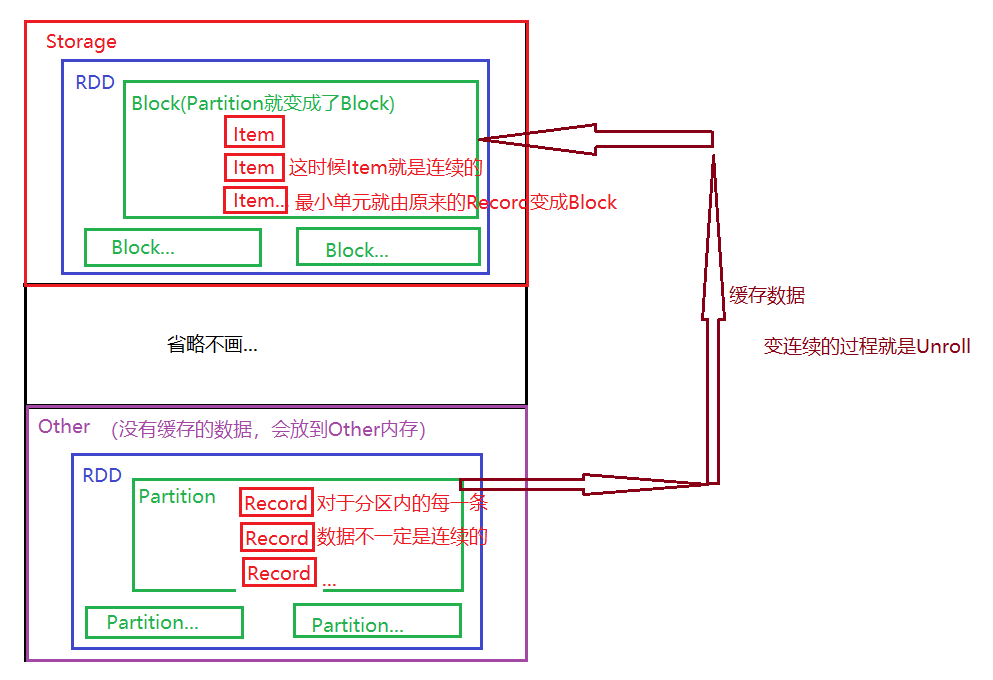 Storage
RDD
Block(Partition就变成了Block)
Item
Item 这时候Item就是连续的
Item... 最小单元就由原来的Record变成Block
Block...
Block...
缓存数据
省略不画...
变连续的过程就是Unroll
Other (没有缓存的数据，会放到Other内存)
RDD
Partition
Record 对于分区内的每一条
Record 数据不一定是连续的
Record ...
Partition...
Partition...